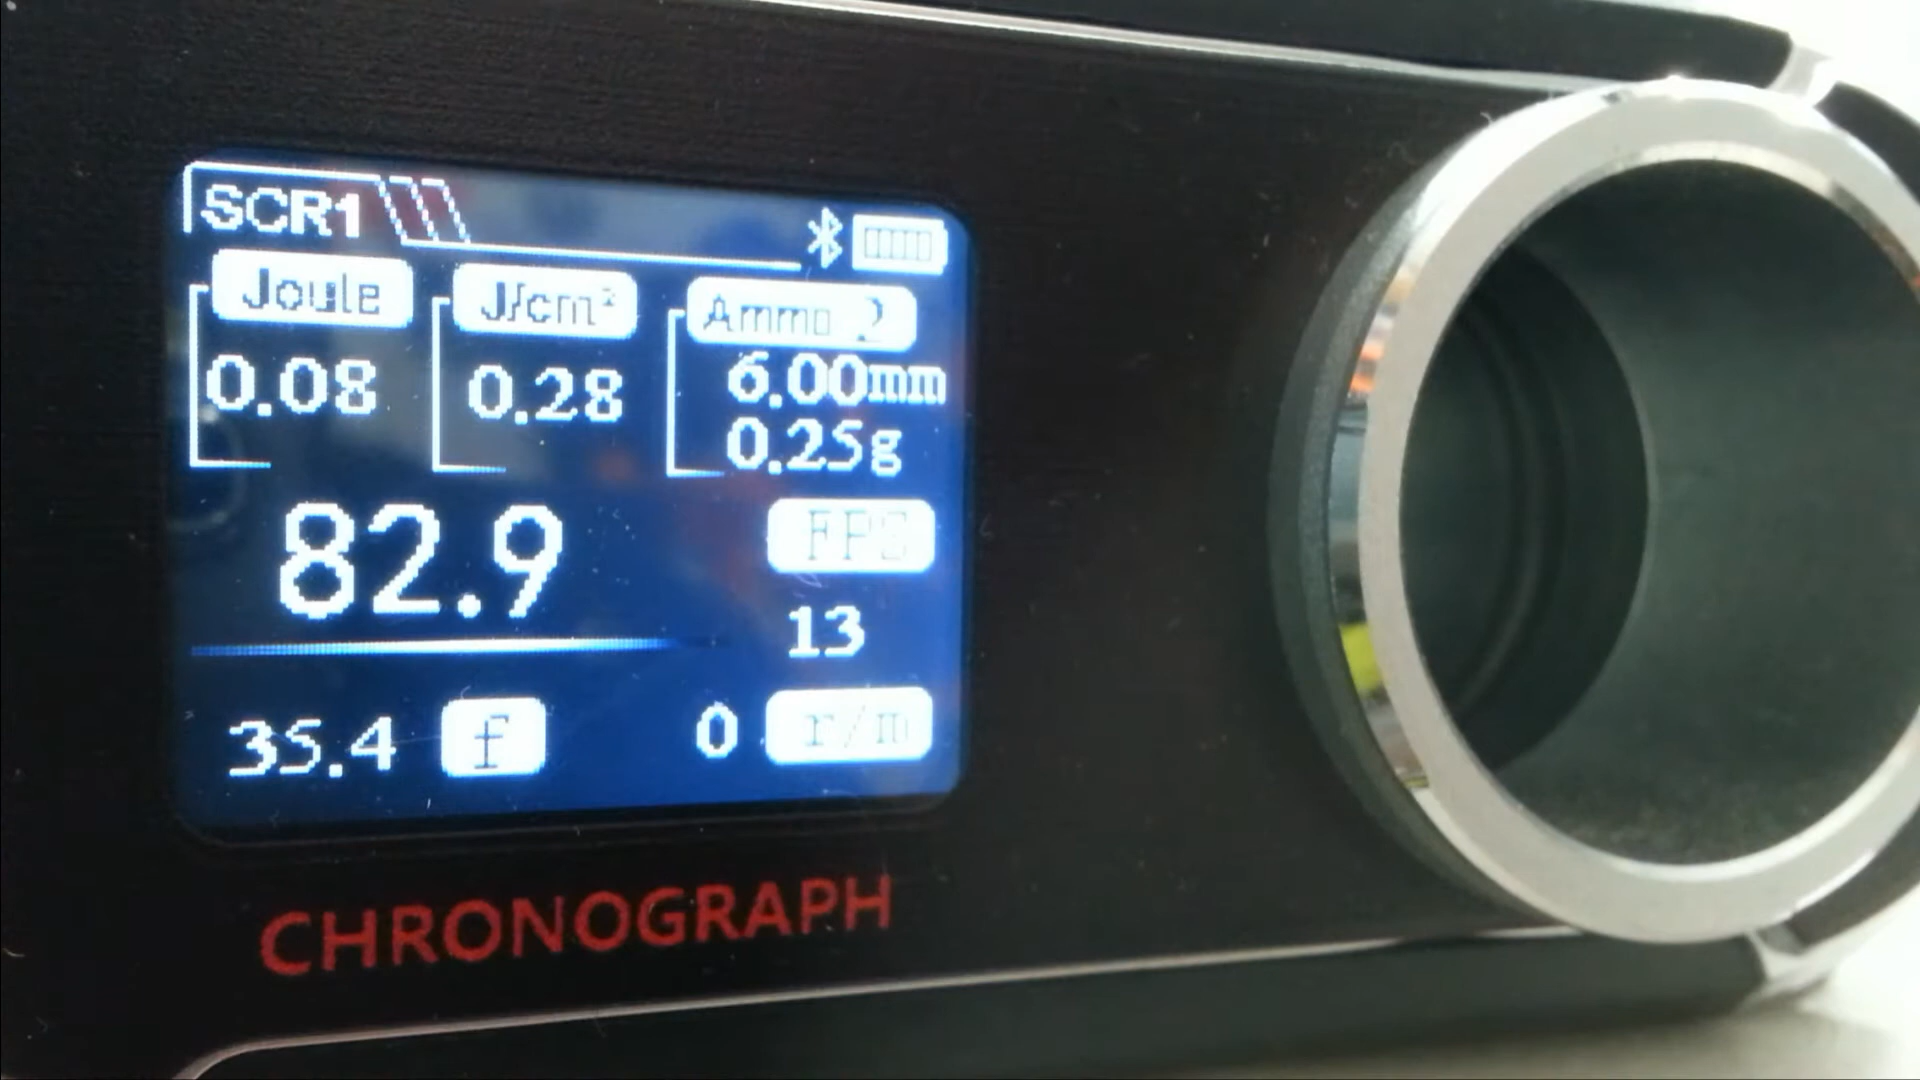 SCR1
Joule J/cm² Ammo 2
0.08 0.28 6.00mm
0.25g
82.9 FPS
13
35.4 f 0 r/m
CHRONOGRAPH